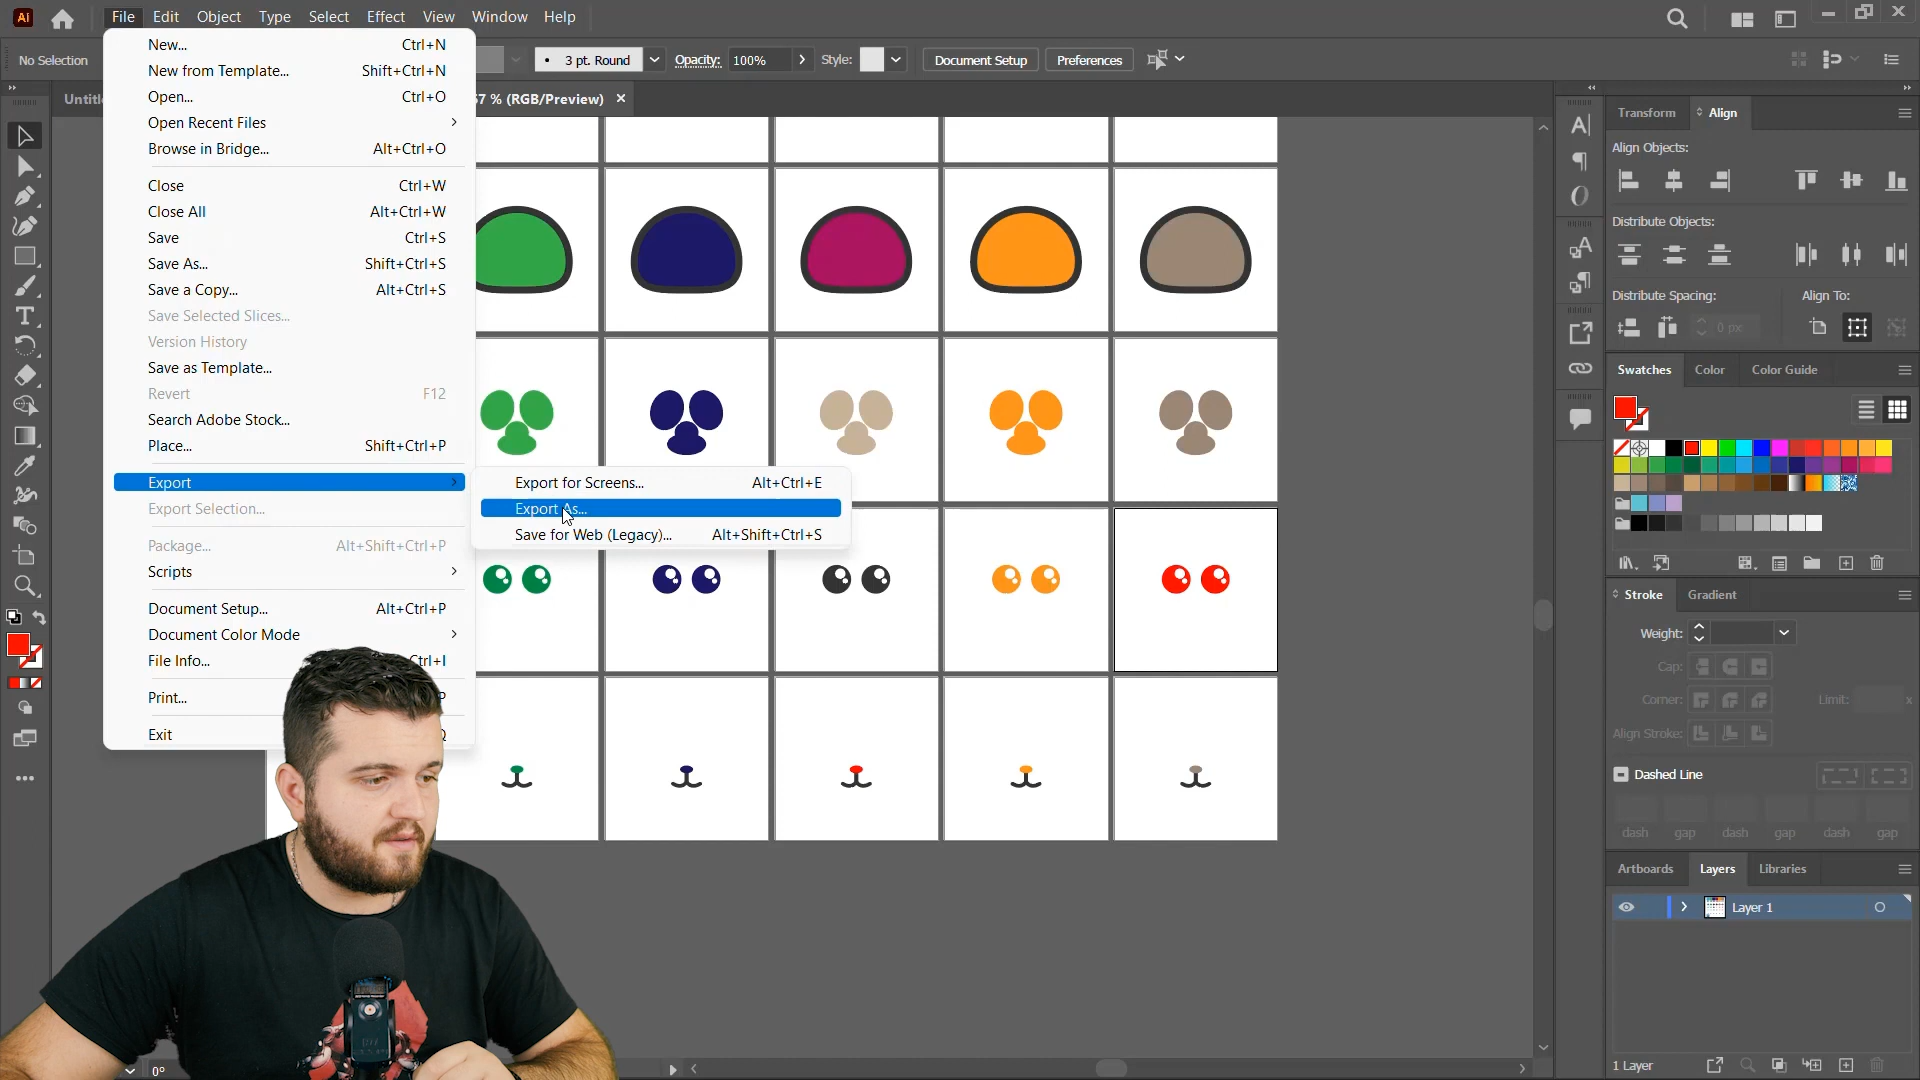 Ai
File Edit Object Type Select Effect View Window Help
No Selection
3 pt. Round
Opacity: 100%
Style:
Document Setup
Preferences
Untitle
57 % (RGB/Preview) ×
New... Ctrl+N
New from Template... Shift+Ctrl+N
Open... Ctrl+O
Open Recent Files
Browse in Bridge... Alt+Ctrl+O
Close Ctrl+W
Close All Alt+Ctrl+W
Save Ctrl+S
Save As... Shift+Ctrl+S
Save a Copy... Alt+Ctrl+S
Save Selected Slices...
Version History
Save as Template...
Revert F12
Search Adobe Stock...
Place... Shift+Ctrl+P
Export
Export Selection...
Package... Alt+Shift+Ctrl+P
Scripts
Document Setup... Alt+Ctrl+P
Document Color Mode
File Info... Ctrl+I
Print... P
Exit Q
Export for Screens... Alt+Ctrl+E
Export As...
Save for Web (Legacy)... Alt+Shift+Ctrl+S
0°
Transform Align
Align Objects:
Distribute Objects:
Distribute Spacing: Align To:
0 px
Swatches Color Color Guide
Stroke Gradient
Weight:
Cap:
Corner: Limit: x
Align Stroke:
Dashed Line
dash gap dash gap dash gap
Artboards Layers Libraries
Layer 1
1 Layer